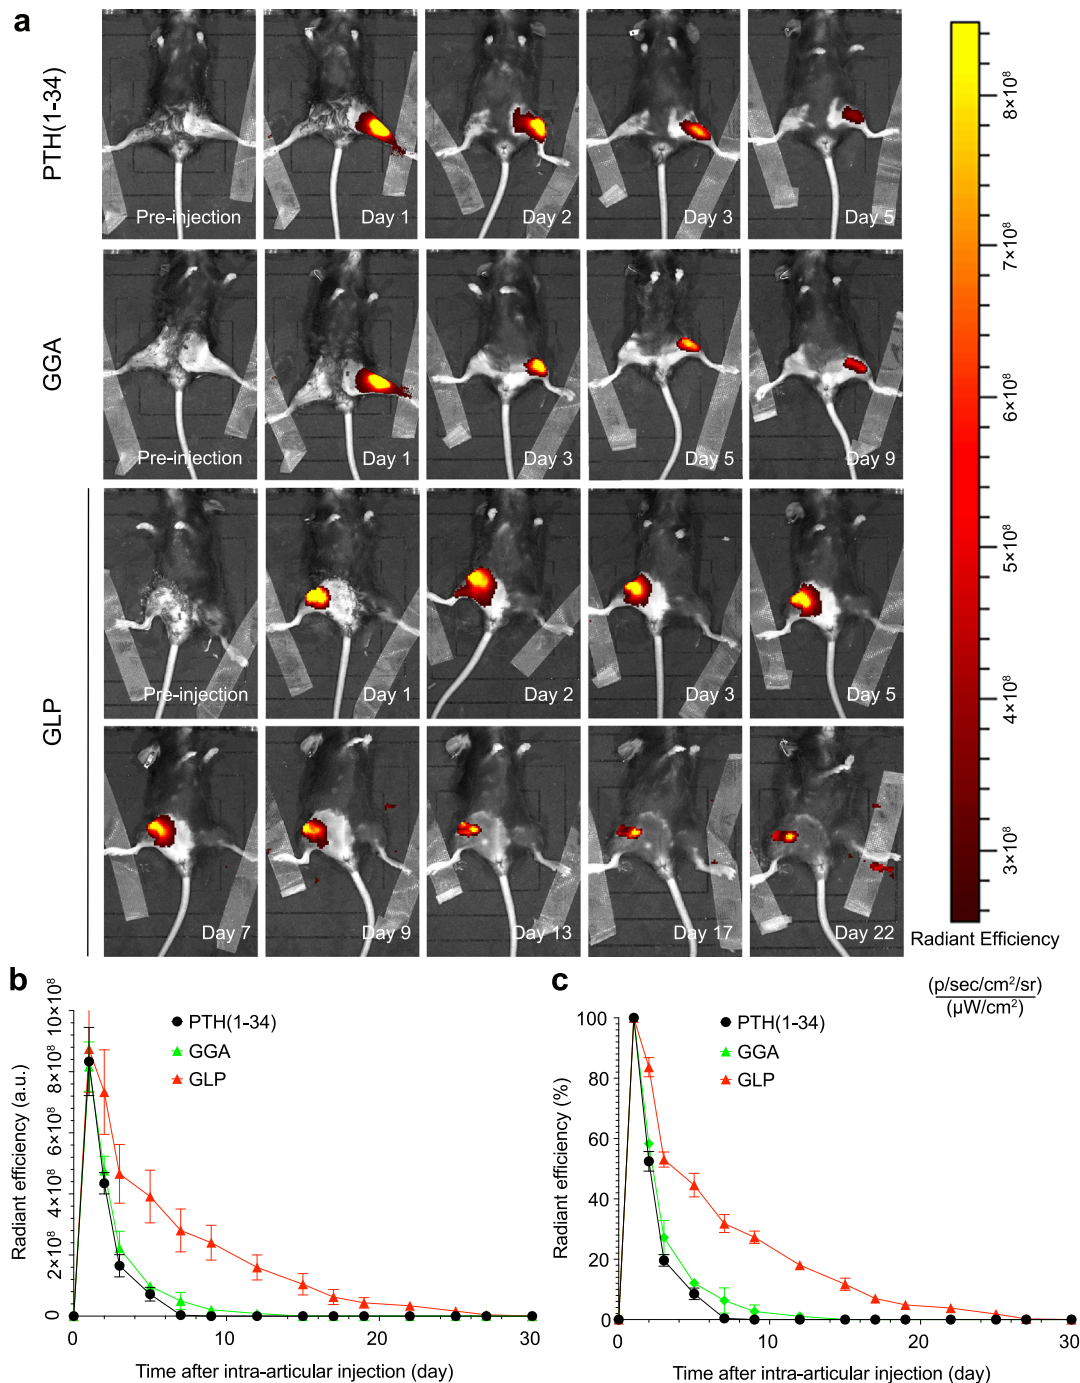 a
PTH(1-34)
Pre-injection
Day 1
Day 2
Day 3
Day 5
GGA
Pre-injection
Day 1
Day 3
Day 5
Day 9
GLP
Pre-injection
Day 1
Day 2
Day 3
Day 5
Day 7
Day 9
Day 13
Day 17
Day 22
8×10⁸
7×10⁸
6×10⁸
5×10⁸
4×10⁸
3×10⁸
Radiant Efficiency
(p/sec/cm²/sr)
(µW/cm²)
b
Radiant efficiency (a.u.)
10×10⁸
8×10⁸
6×10⁸
4×10⁸
2×10⁸
0
PTH(1-34)
GGA
GLP
0
10
20
30
Time after intra-articular injection (day)
c
Radiant efficiency (%)
100
80
60
40
20
0
PTH(1-34)
GGA
GLP
0
10
20
30
Time after intra-articular injection (day)